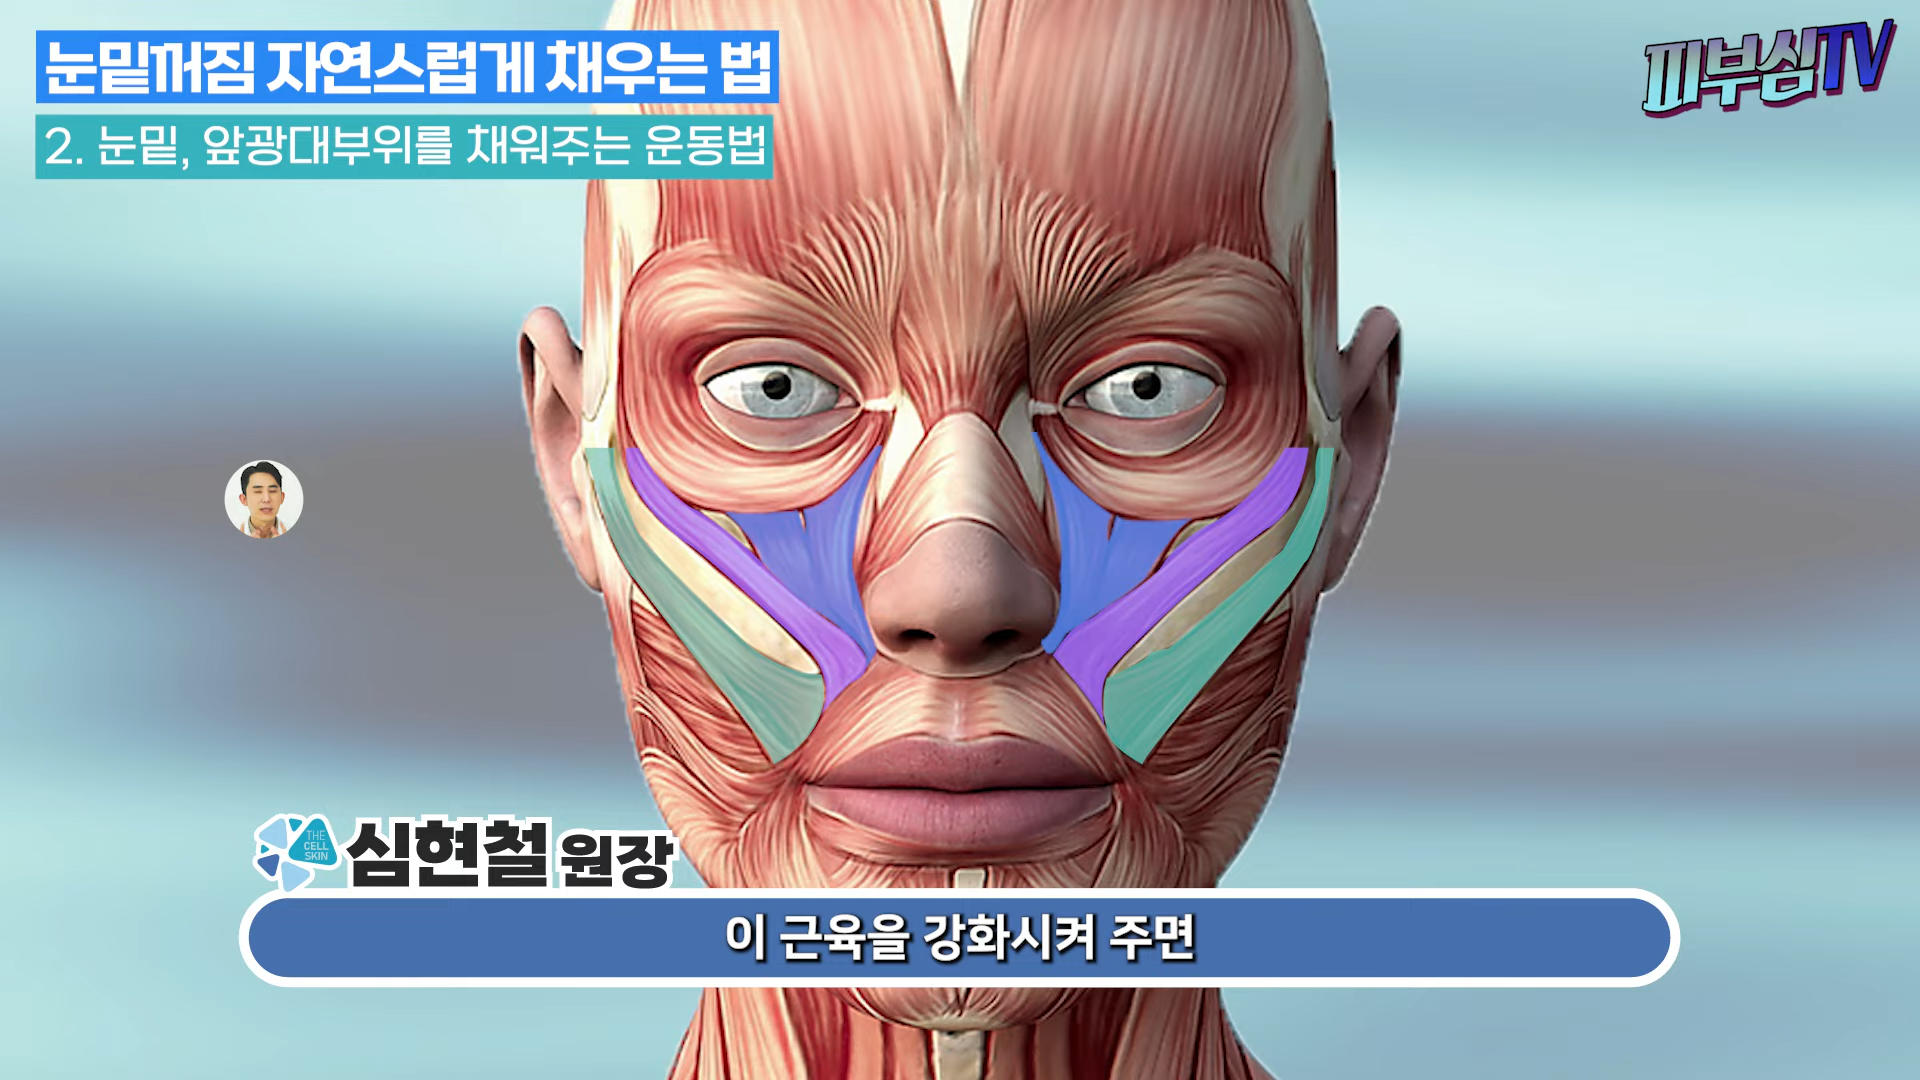 눈밑꺼짐 자연스럽게 채우는 법
피부심TV
2. 눈밑, 앞광대부위를 채워주는 운동법
THE
CELL
SKIN
심현철 원장
이 근육을 강화시켜 주면